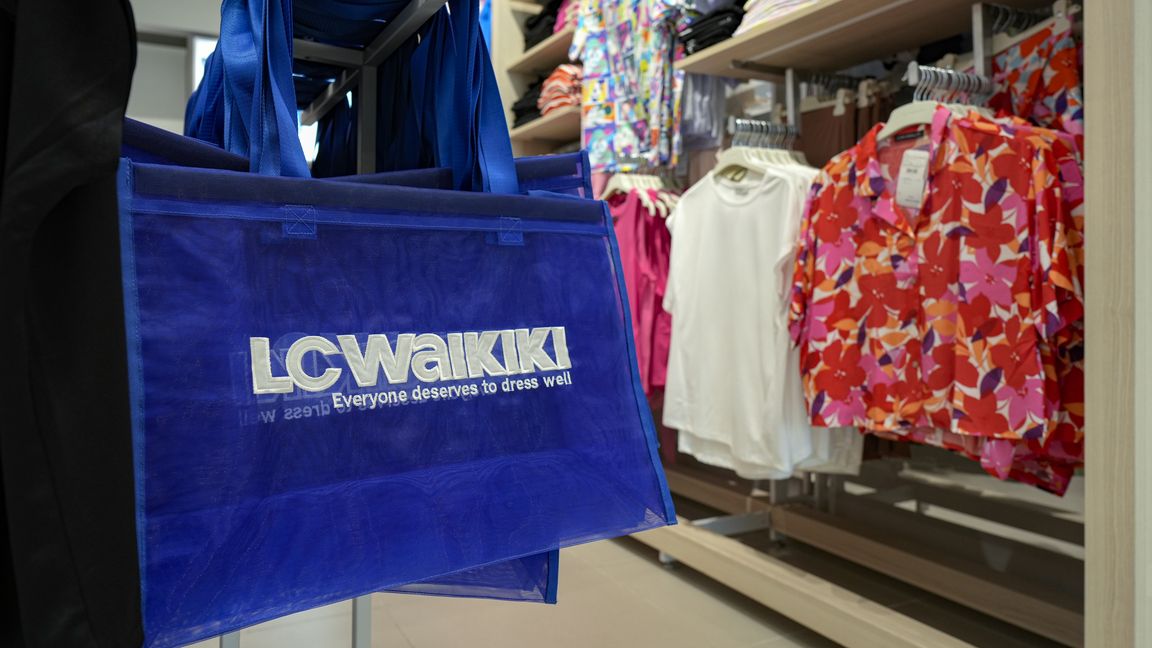 LCWaIKIKI
Everyone deserves to dress well